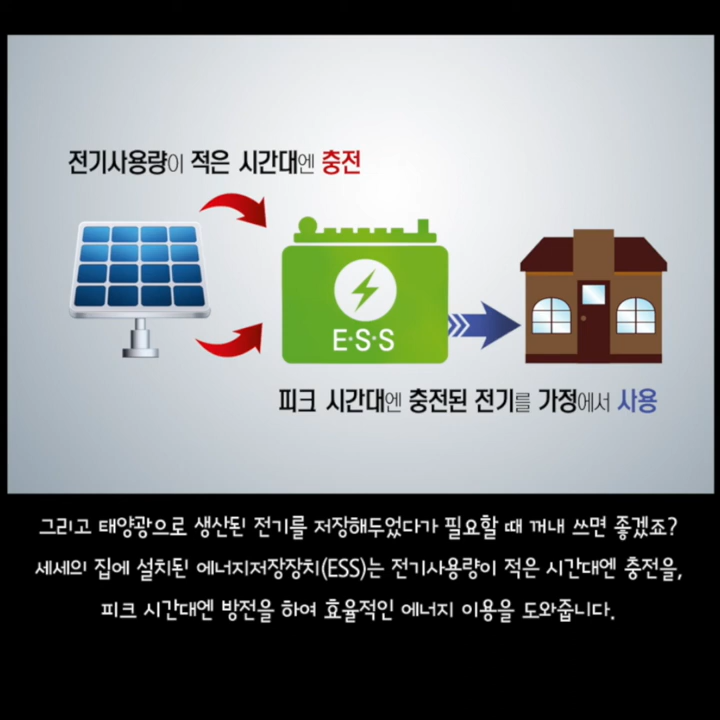 전기사용량이 적은 시간대엔 충전
E·S·S
피크 시간대엔 충전된 전기를 가정에서 사용
그리고 태양광으로 생산된 전기를 저장해두었다가 필요할 때 꺼내 쓰면 좋겠죠?
세세의 집에 설치된 에너지저장장치(ESS)는 전기사용량이 적은 시간대엔 충전을,
피크 시간대엔 방전을 하여 효율적인 에너지 이용을 도와줍니다.